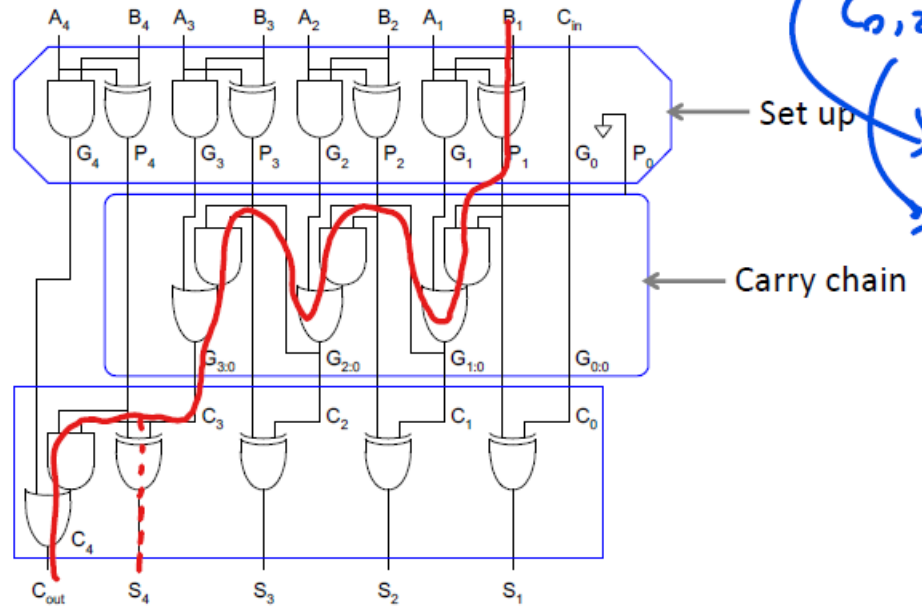 A4 B4 A3 B3 A2 B2 A1 B1 Cin
Set up
G4 P4 G3 P3 G2 P2 G1 P1 G0 P0
Carry chain
G3:0 G2:0 G1:0 G0:0
C3 C2 C1 C0
C4
Cout S4 S3 S2 S1